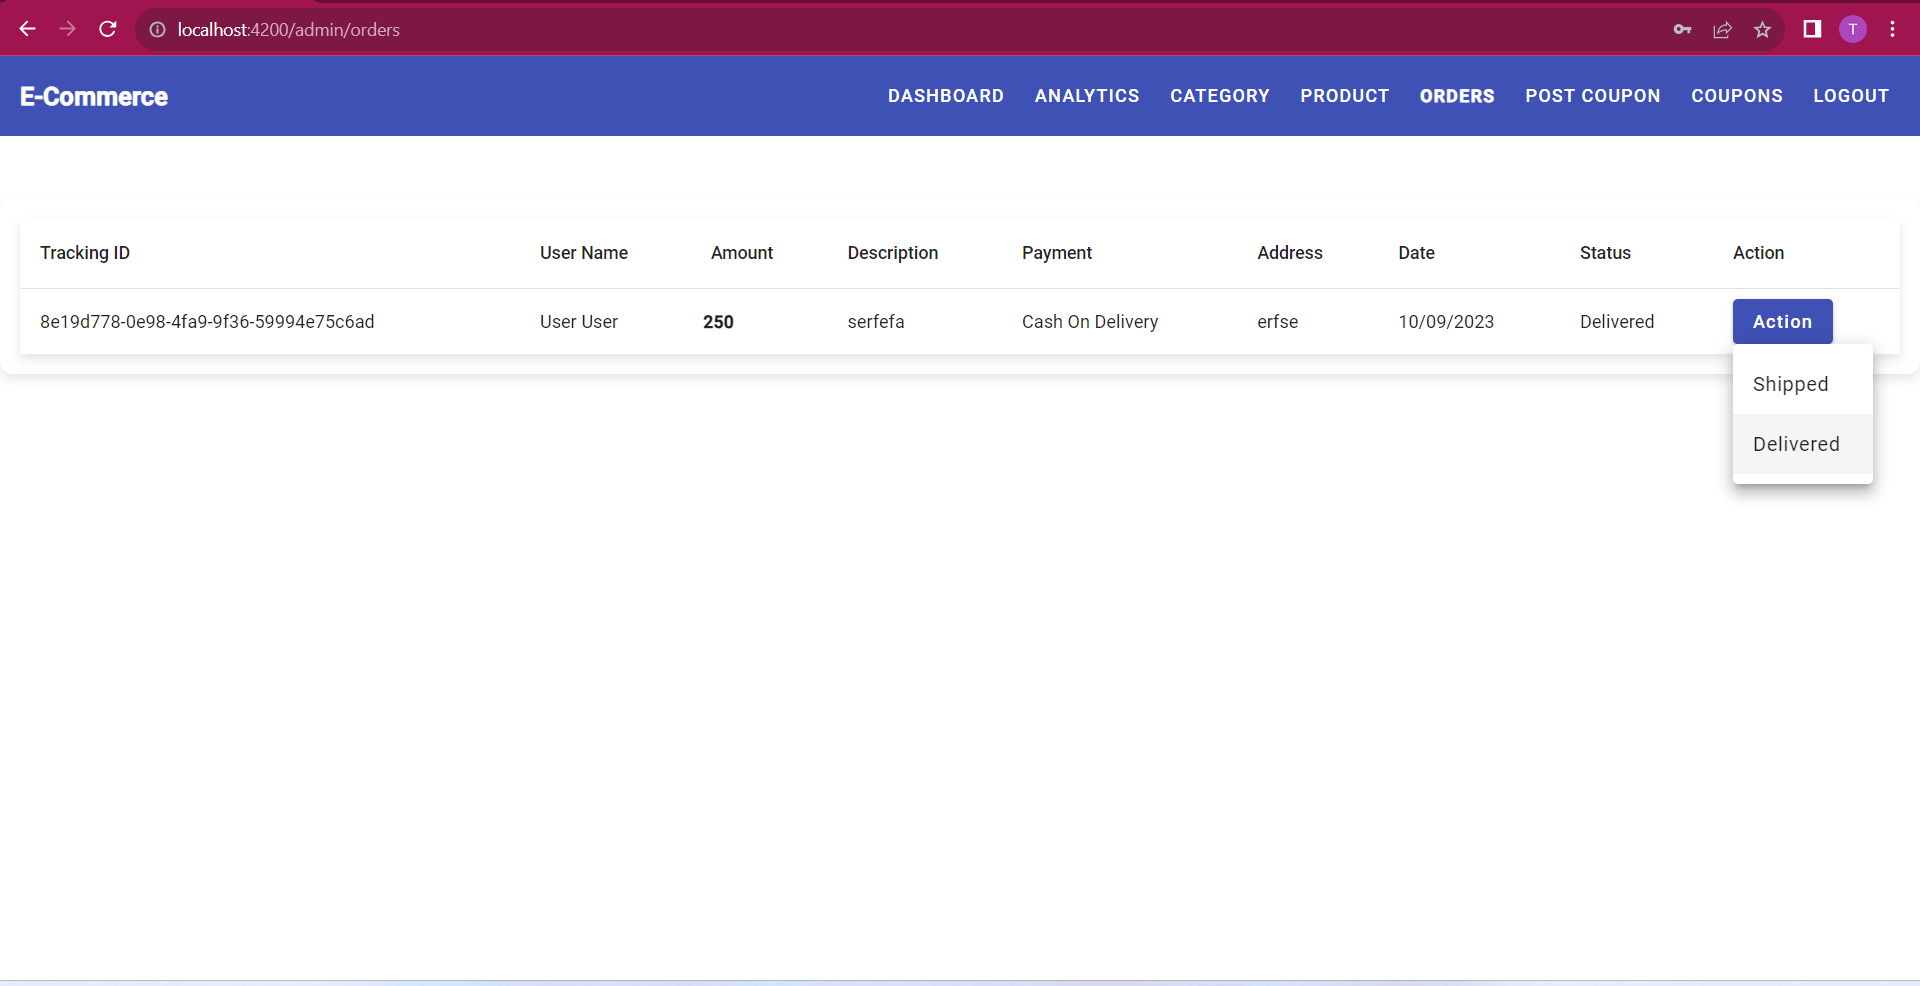 localhost:4200/admin/orders
T
E-Commerce DASHBOARD ANALYTICS CATEGORY PRODUCT ORDERS POST COUPON COUPONS LOGOUT
Tracking ID User Name Amount Description Payment Address Date Status Action
8e19d778-0e98-4fa9-9f36-59994e75c6ad User User 250 serfefa Cash On Delivery erfse 10/09/2023 Delivered Action
Shipped
Delivered